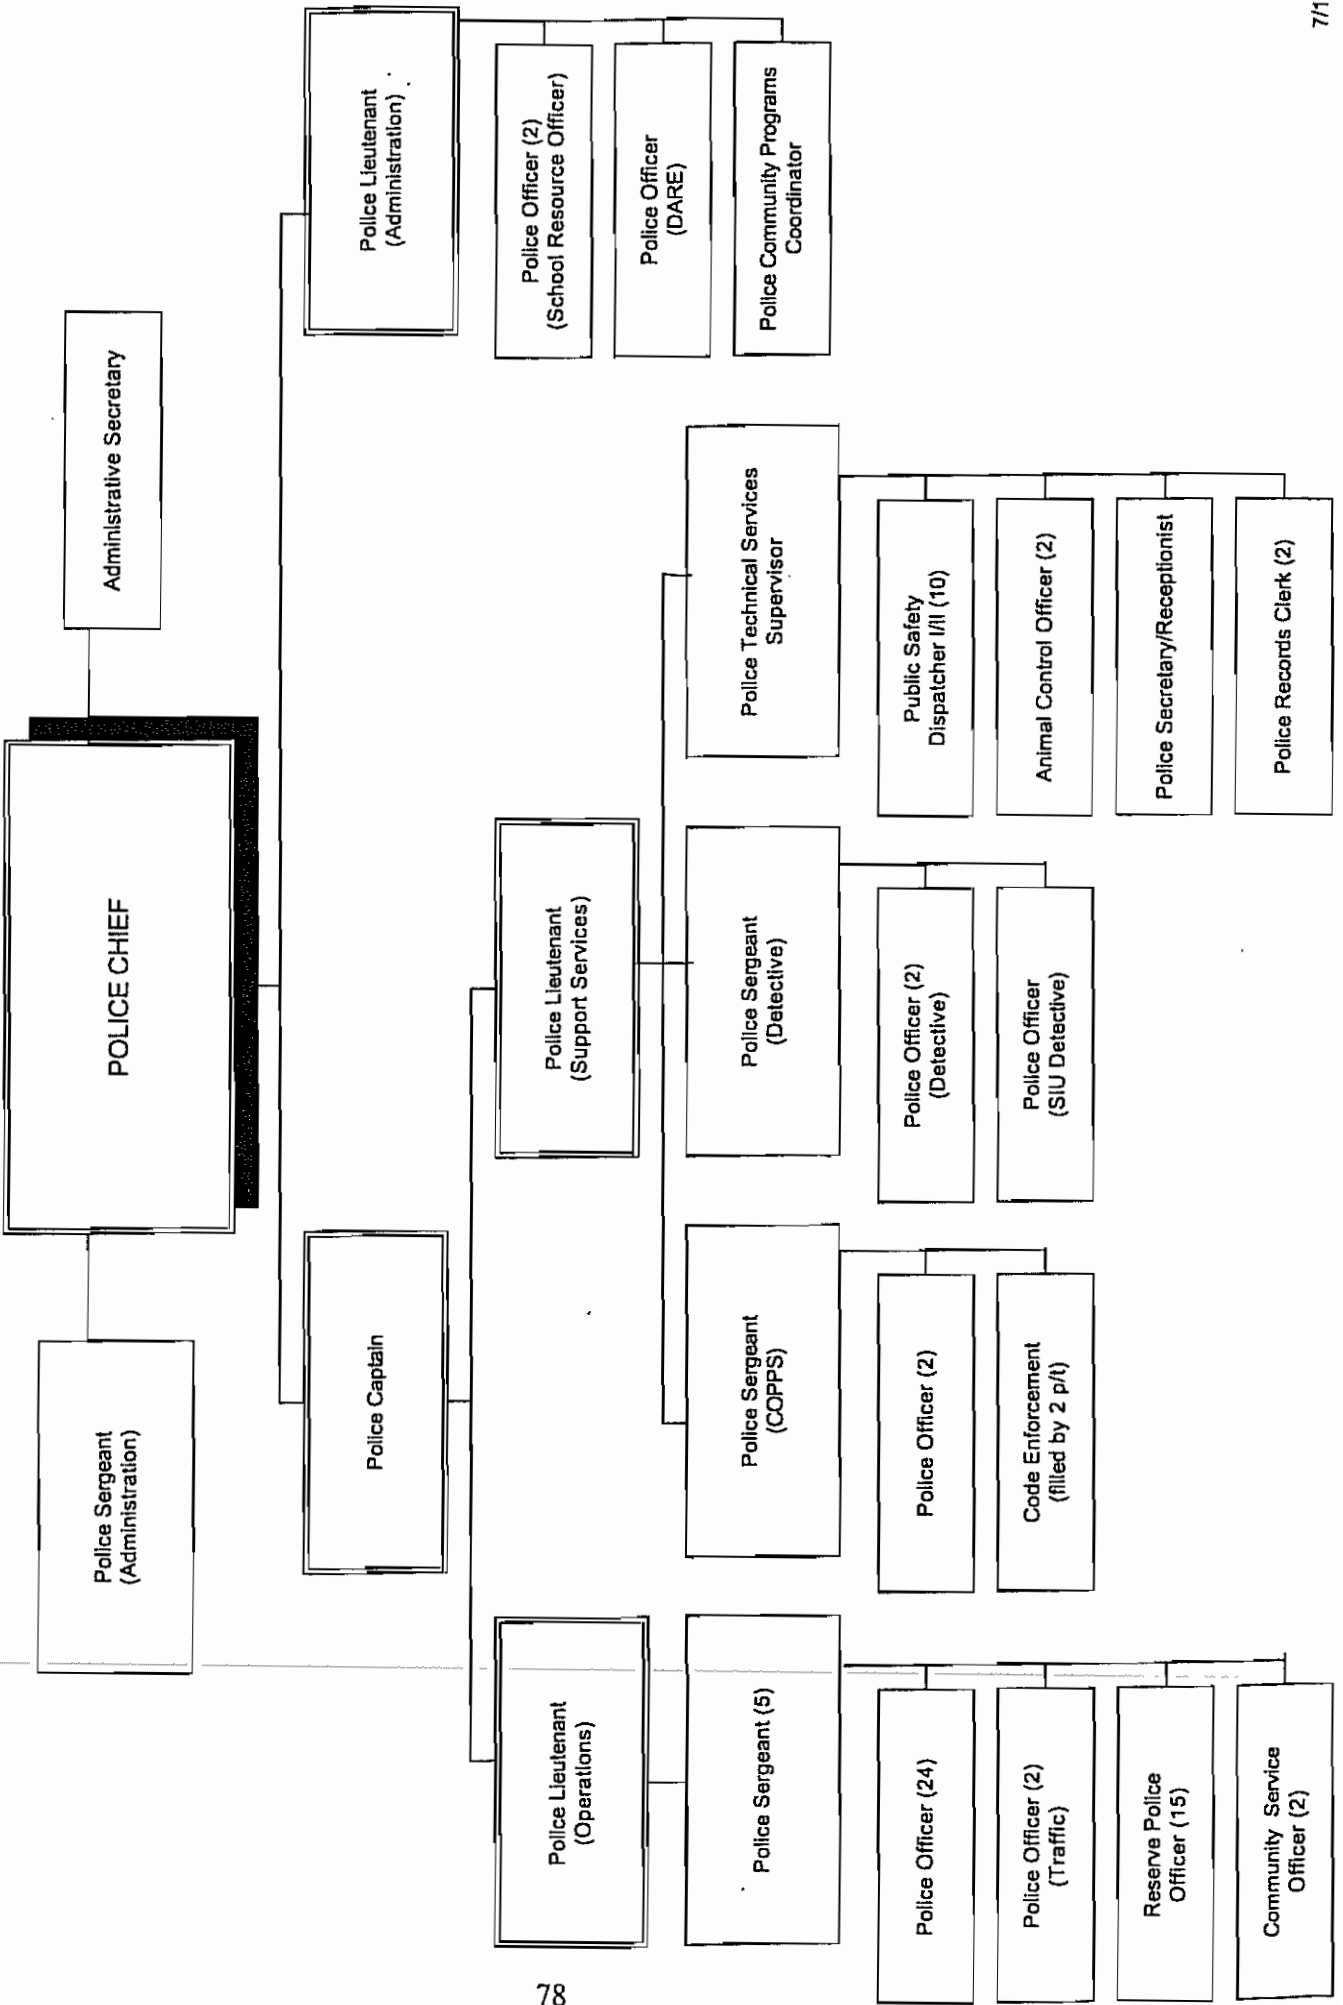 POLICE CHIEF
Police Sergeant
(Administration)
Administrative Secretary
Police Captain
Police Lieutenant
(Administration)
Police Officer (2)
(School Resource Officer)
Police Officer
(DARE)
Police Community Programs
Coordinator
Police Lieutenant
(Operations)
Police Lieutenant
(Support Services)
Police Sergeant (5)
Police Officer (24)
Police Officer (2)
(Traffic)
Reserve Police
Officer (15)
Community Service
Officer (2)
Police Sergeant
(COPPS)
Police Officer (2)
Code Enforcement
(filled by 2 p/t)
Police Sergeant
(Detective)
Police Officer (2)
(Detective)
Police Officer
(SIU Detective)
Police Technical Services
Supervisor
Public Safety
Dispatcher I/II (10)
Animal Control Officer (2)
Police Secretary/Receptionist
Police Records Clerk (2)
7/1
78